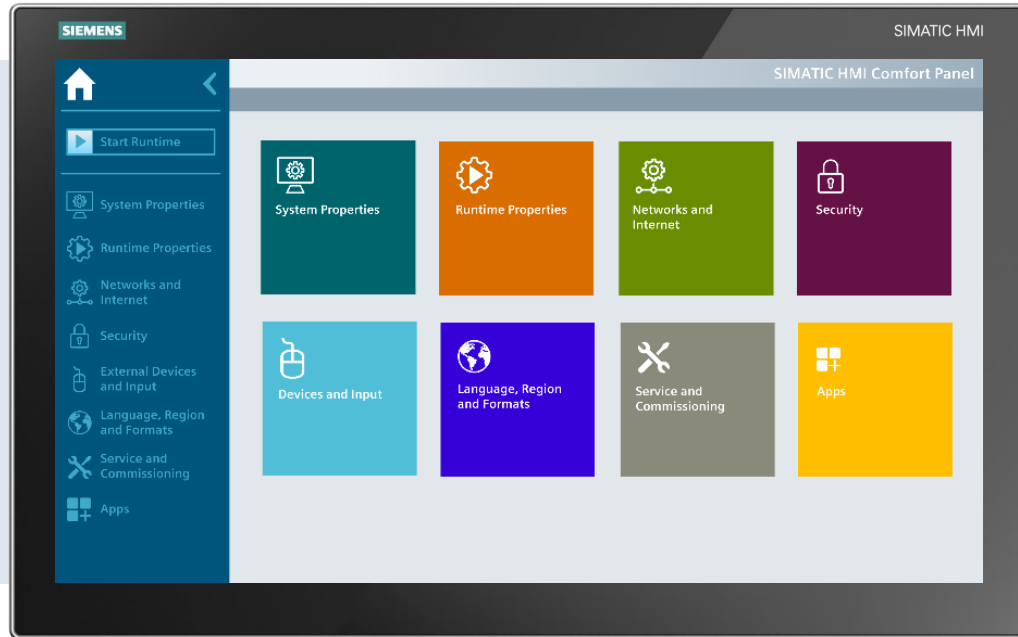 SIEMENS
SIMATIC HMI
SIMATIC HMI Comfort Panel
Start Runtime
System Properties
Runtime Properties
Networks and
Internet
Security
External Devices
and Input
Language, Region
and Formats
Service and
Commissioning
Apps
System Properties
Runtime Properties
Networks and
Internet
Security
Devices and Input
Language, Region
and Formats
Service and
Commissioning
Apps